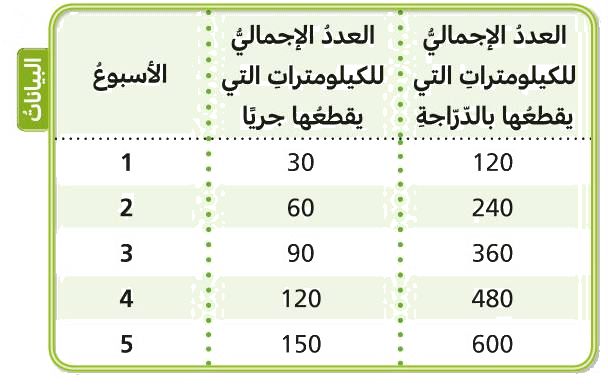 البياناتُ
الأسبوعُ | العددُ الإجماليُّ للكيلومتراتِ التي يقطعُها جريًا | العددُ الإجماليُّ للكيلومتراتِ التي يقطعُها بالدّرّاجةِ
1 | 30 | 120
2 | 60 | 240
3 | 90 | 360
4 | 120 | 480
5 | 150 | 600